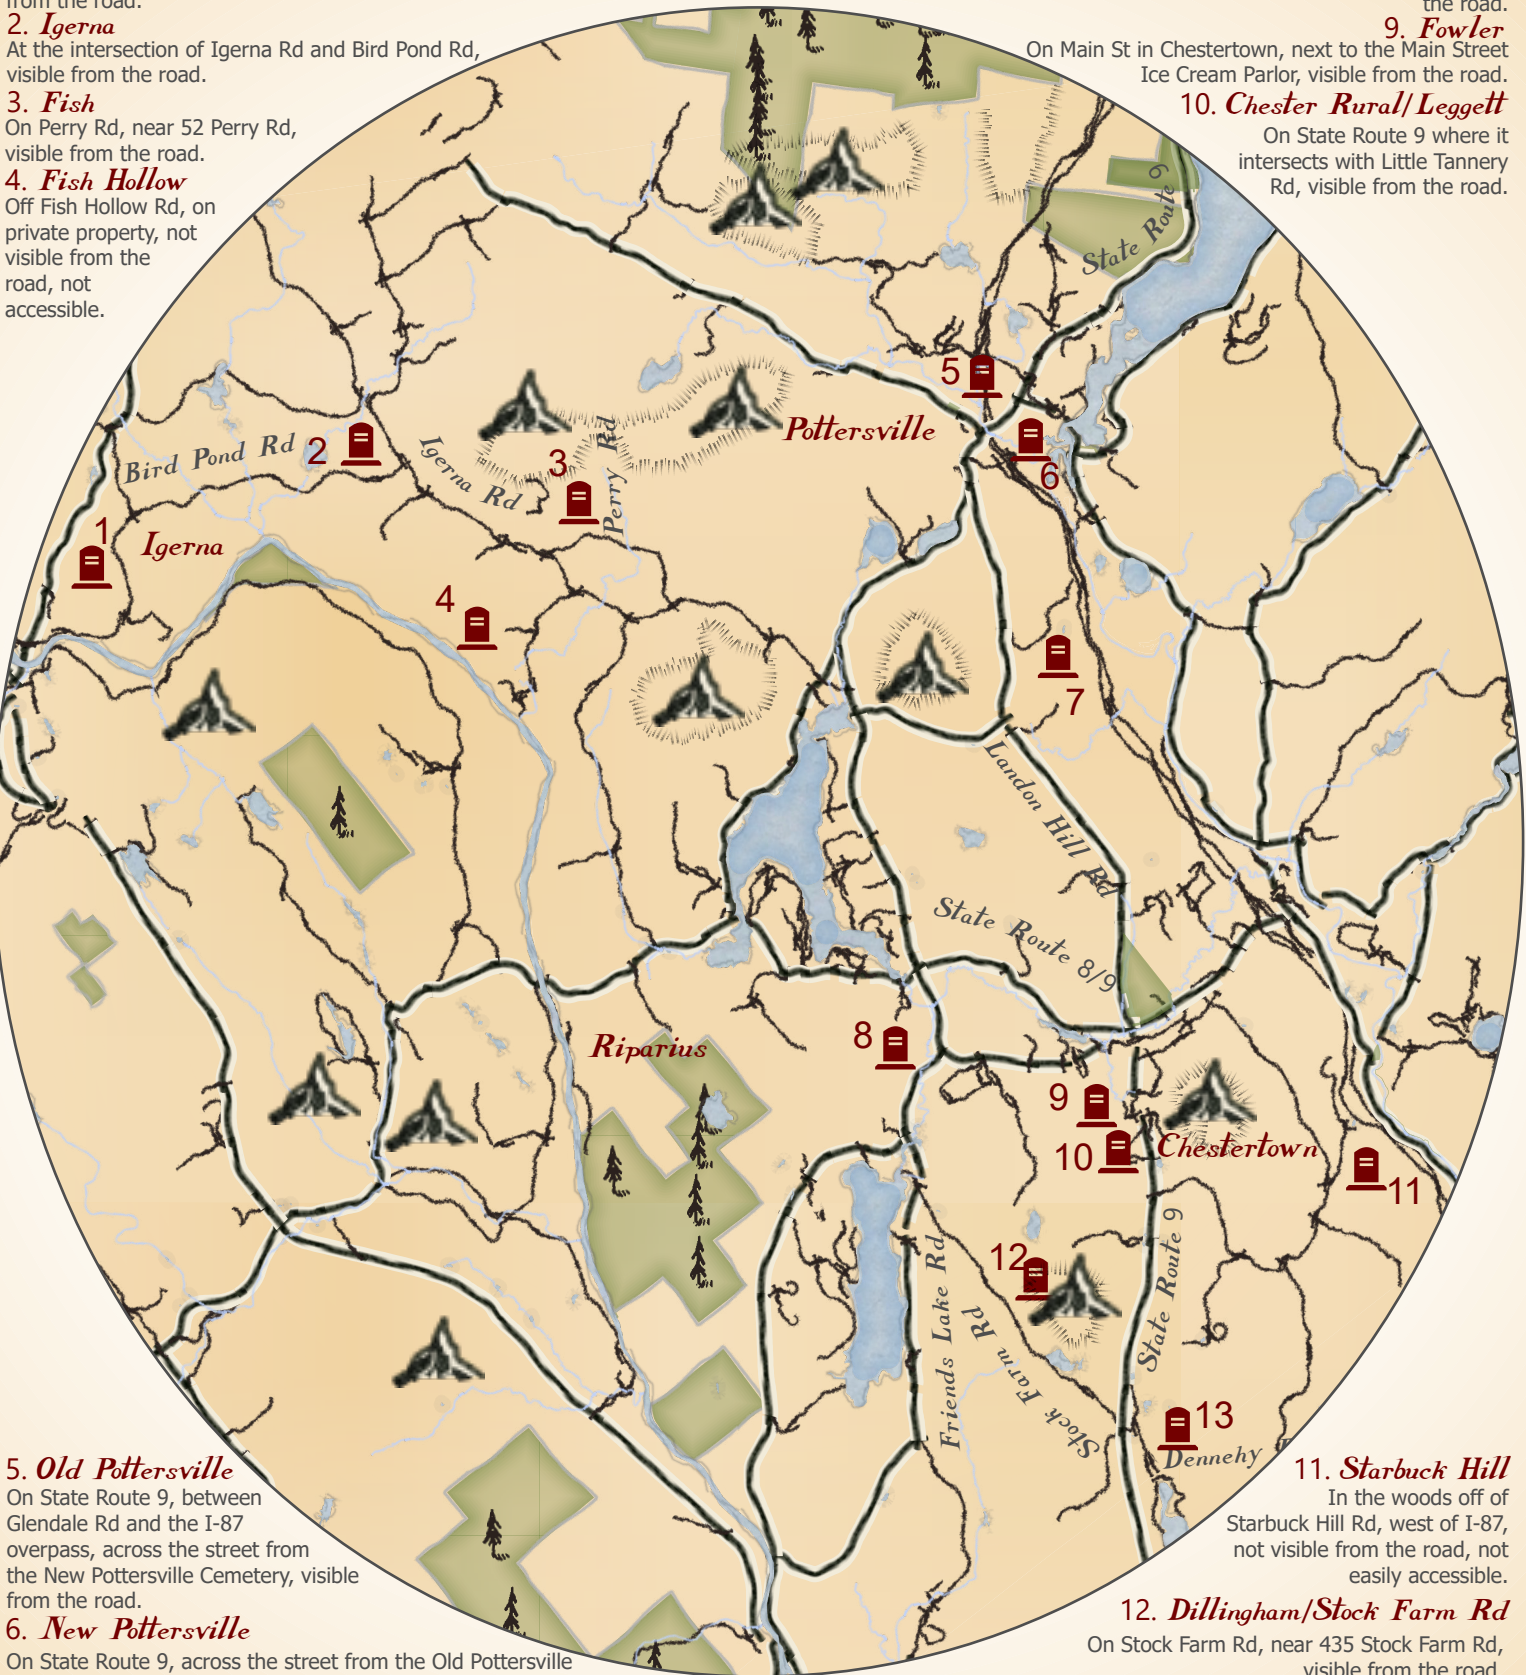 from the road.
2. Igerna
At the intersection of Igerna Rd and Bird Pond Rd,
visible from the road.
3. Fish
On Perry Rd, near 52 Perry Rd,
visible from the road.
4. Fish Hollow
Off Fish Hollow Rd, on
private property, not
visible from the
road, not
accessible.
the road.
9. Fowler
On Main St in Chestertown, next to the Main Street
Ice Cream Parlor, visible from the road.
10. Chester Rural/Leggett
On State Route 9 where it
intersects with Little Tannery
Rd, visible from the road.
State Route 9
5
Pottersville
6
Bird Pond Rd
2
Igerna Rd
3
Perry Rd
1
Igerna
4
7
Landon Hill Rd
State Route 8/9
Riparius
8
9
10
Chestertown
11
12
Friends Lake Rd
Stock Farm Rd
State Route 9
13
Dennehy
5. Old Pottersville
On State Route 9, between
Glendale Rd and the I-87
overpass, across the street from
the New Pottersville Cemetery, visible
from the road.
6. New Pottersville
On State Route 9, across the street from the Old Pottersville
11. Starbuck Hill
In the woods off of
Starbuck Hill Rd, west of I-87,
not visible from the road, not
easily accessible.
12. Dillingham/Stock Farm Rd
On Stock Farm Rd, near 435 Stock Farm Rd,
visible from the road.